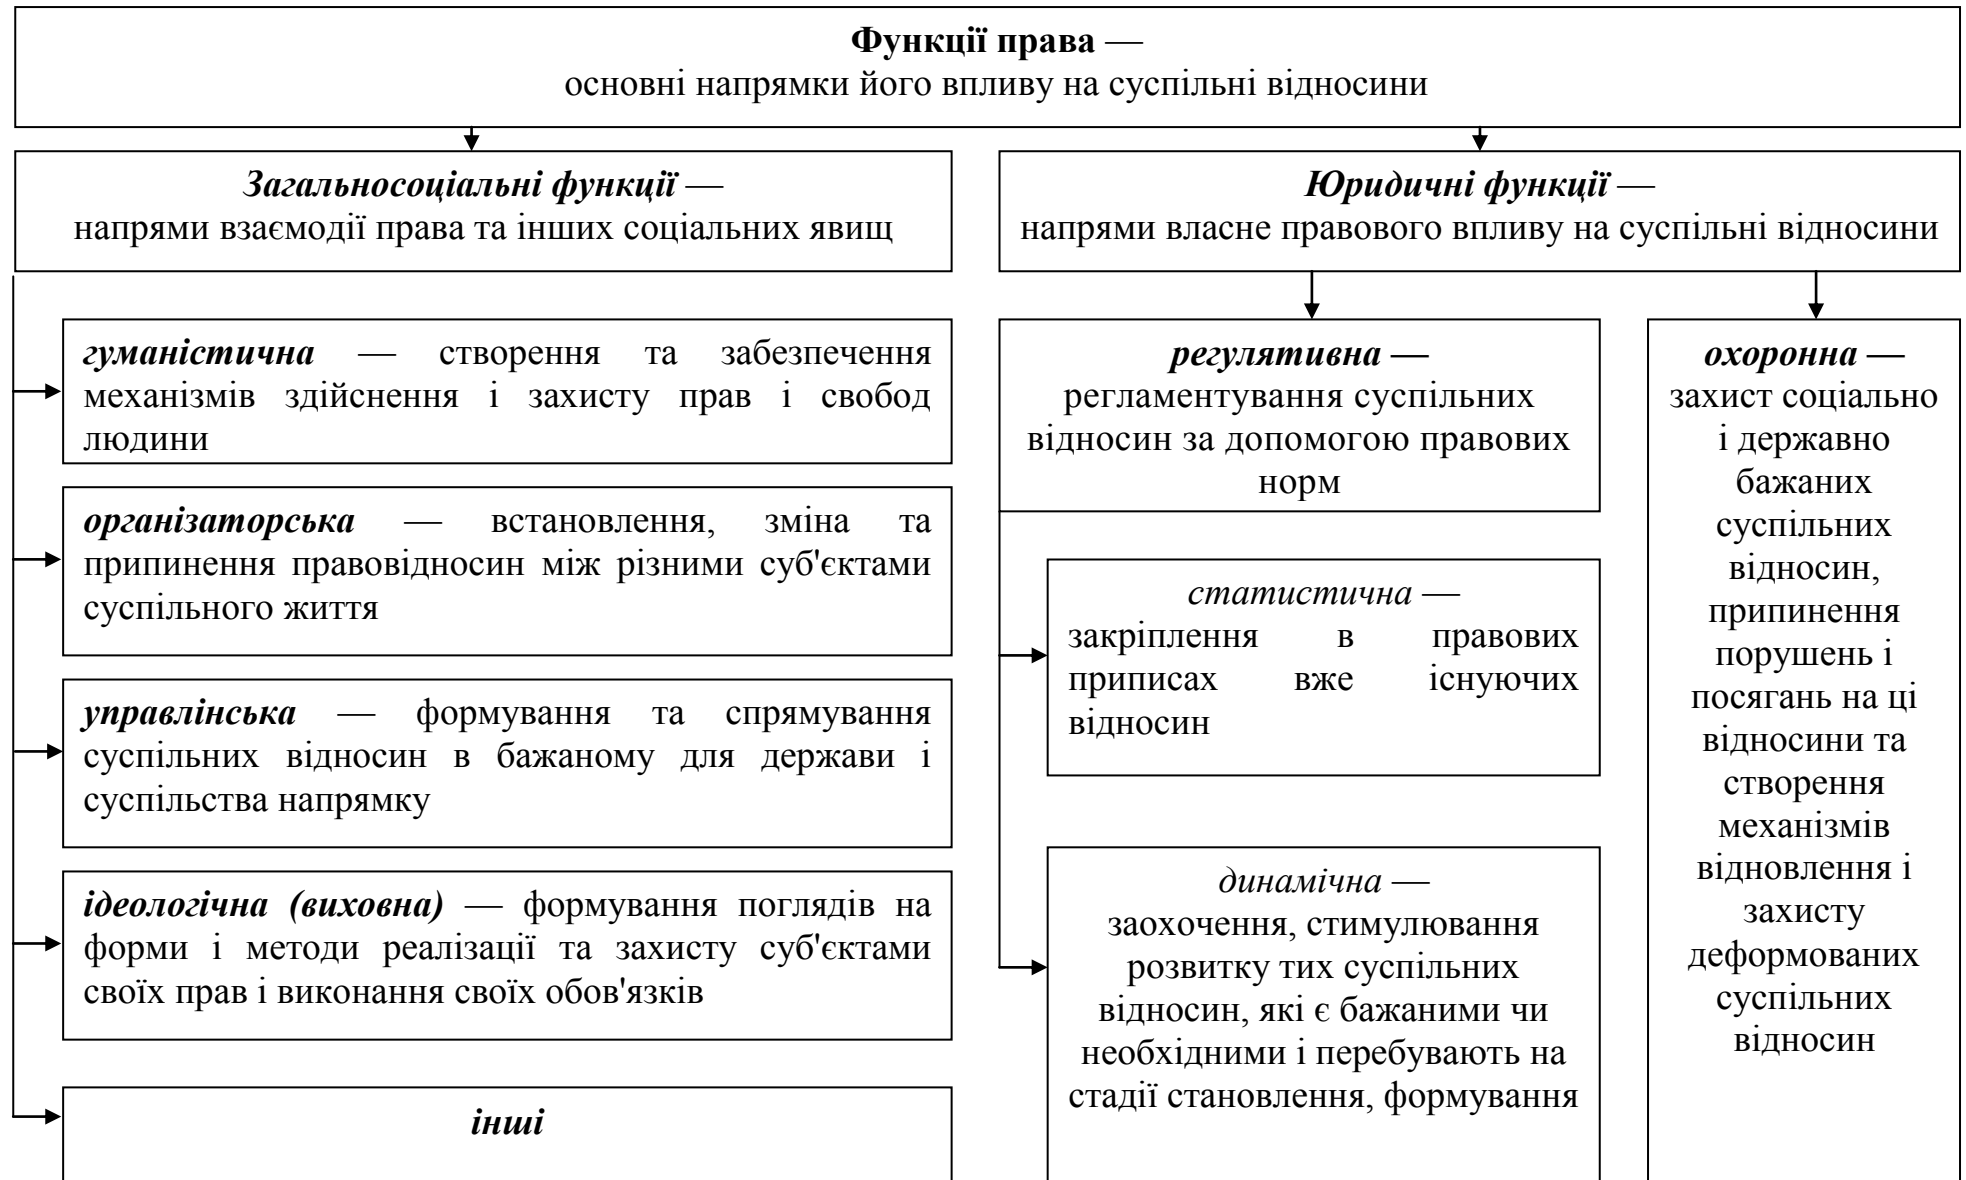 Функції права —
основні напрямки його впливу на суспільні відносини
Загальносоціальні функції —
напрями взаємодії права та інших соціальних явищ
гуманістична — створення та забезпечення
механізмів здійснення і захисту прав і свобод
людини
організаторська — встановлення, зміна та
припинення правовідносин між різними суб'єктами
суспільного життя
управлінська — формування та спрямування
суспільних відносин в бажаному для держави і
суспільства напрямку
ідеологічна (виховна) — формування поглядів на
форми і методи реалізації та захисту суб'єктами
своїх прав і виконання своїх обов'язків
інші
Юридичні функції —
напрями власне правового впливу на суспільні відносини
регулятивна —
регламентування суспільних
відносин за допомогою правових
норм
статистична —
закріплення в правових
приписах вже існуючих
відносин
динамічна —
заохочення, стимулювання
розвитку тих суспільних
відносин, які є бажаними чи
необхідними і перебувають на
стадії становлення, формування
охоронна —
захист соціально
і державно
бажаних
суспільних
відносин,
припинення
порушень і
посягань на ці
відносини та
створення
механізмів
відновлення і
захисту
деформованих
суспільних
відносин